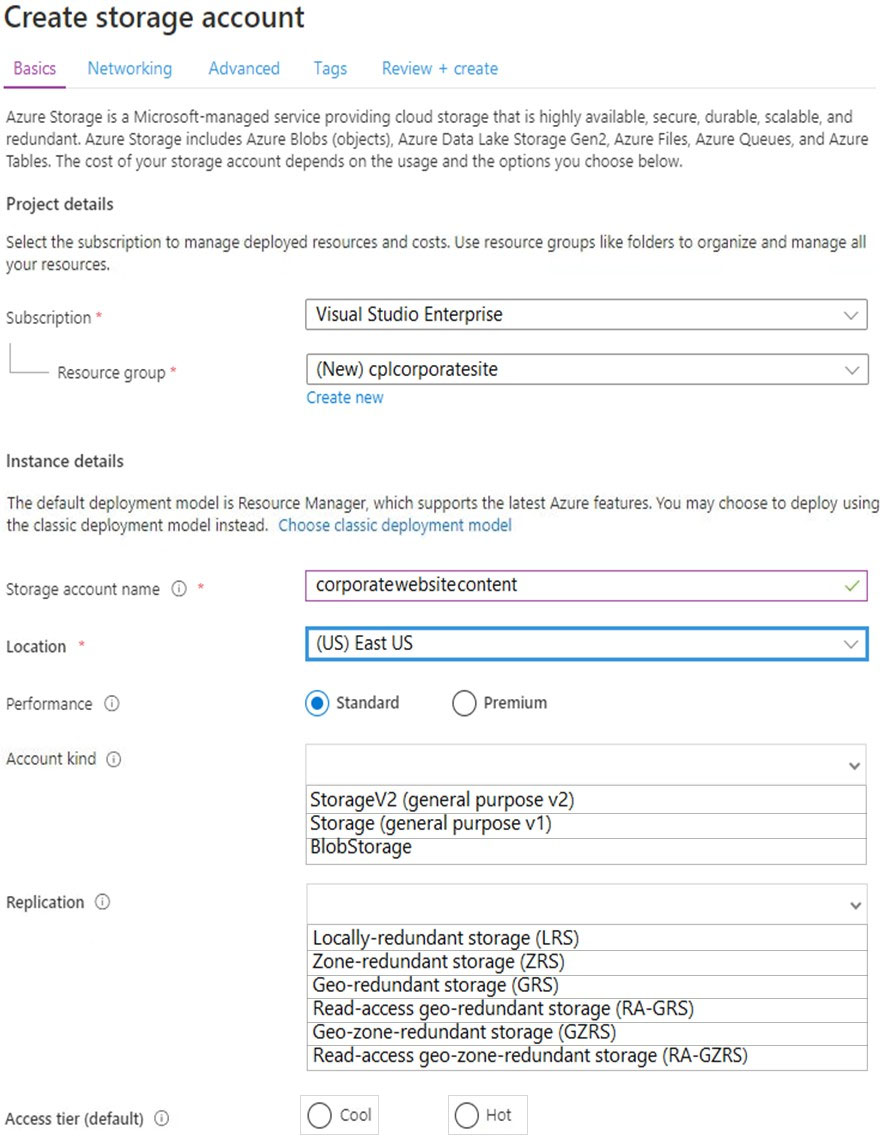 Create storage account
Basics Networking Advanced Tags Review + create
Azure Storage is a Microsoft-managed service providing cloud storage that is highly available, secure, durable, scalable, and
redundant. Azure Storage includes Azure Blobs (objects), Azure Data Lake Storage Gen2, Azure Files, Azure Queues, and Azure
Tables. The cost of your storage account depends on the usage and the options you choose below.
Project details
Select the subscription to manage deployed resources and costs. Use resource groups like folders to organize and manage all
your resources.
Subscription * Visual Studio Enterprise
Resource group * (New) cplcorporatesite
Create new
Instance details
The default deployment model is Resource Manager, which supports the latest Azure features. You may choose to deploy using
the classic deployment model instead. Choose classic deployment model
Storage account name * corporatewebsitecontent
Location * (US) East US
Performance Standard Premium
Account kind
StorageV2 (general purpose v2)
Storage (general purpose v1)
BlobStorage
Replication
Locally-redundant storage (LRS)
Zone-redundant storage (ZRS)
Geo-redundant storage (GRS)
Read-access geo-redundant storage (RA-GRS)
Geo-zone-redundant storage (GZRS)
Read-access geo-zone-redundant storage (RA-GZRS)
Access tier (default) Cool Hot